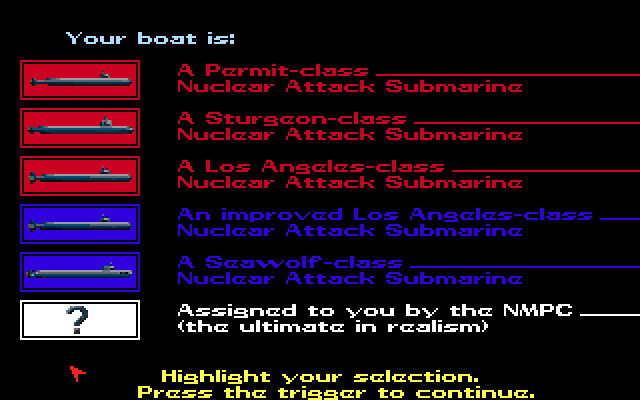 Your boat is:
A Permit-class
Nuclear Attack Submarine
A Sturgeon-class
Nuclear Attack Submarine
A Los Angeles-class
Nuclear Attack Submarine
An improved Los Angeles-class
Nuclear Attack Submarine
A Seawolf-class
Nuclear Attack Submarine
?
Assigned to you by the NMPC
(the ultimate in realism)
Highlight your selection.
Press the trigger to continue.